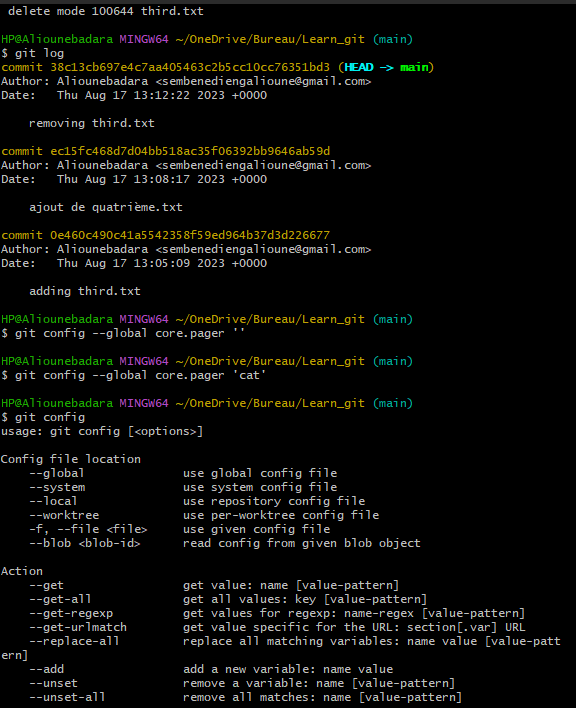 delete mode 100644 third.txt
HP@Aliounebadara MINGW64 ~/OneDrive/Bureau/Learn_git (main)
$ git log
commit 38c13cb697e4c7aa405463c2b5cc10cc76351bd3 (HEAD -> main)
Author: Aliounebadara <sembenediengalioune@gmail.com>
Date:   Thu Aug 17 13:12:22 2023 +0000
    removing third.txt
commit ec15fc468d7d04bb518ac35f06392bb9646ab59d
Author: Aliounebadara <sembenediengalioune@gmail.com>
Date:   Thu Aug 17 13:08:17 2023 +0000
    ajout de quatrième.txt
commit 0e460c490c41a5542358f59ed964b37d3d226677
Author: Aliounebadara <sembenediengalioune@gmail.com>
Date:   Thu Aug 17 13:05:09 2023 +0000
    adding third.txt
HP@Aliounebadara MINGW64 ~/OneDrive/Bureau/Learn_git (main)
$ git config --global core.pager ''
HP@Aliounebadara MINGW64 ~/OneDrive/Bureau/Learn_git (main)
$ git config --global core.pager 'cat'
HP@Aliounebadara MINGW64 ~/OneDrive/Bureau/Learn_git (main)
$ git config
usage: git config [<options>]
Config file location
    --global              use global config file
    --system              use system config file
    --local               use repository config file
    --worktree            use per-worktree config file
    -f, --file <file>     use given config file
    --blob <blob-id>      read config from given blob object
Action
    --get                 get value: name [value-pattern]
    --get-all             get all values: key [value-pattern]
    --get-regexp          get values for regexp: name-regex [value-pattern]
    --get-urlmatch        get value specific for the URL: section[.var] URL
    --replace-all         replace all matching variables: name value [value-patt
ern]
    --add                 add a new variable: name value
    --unset               remove a variable: name [value-pattern]
    --unset-all           remove all matches: name [value-pattern]